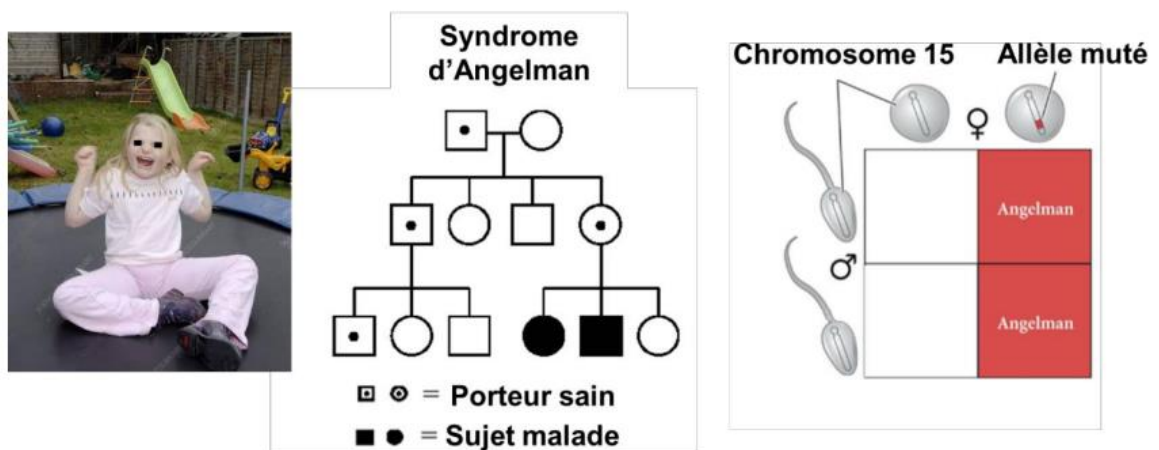 Syndrome
d’Angelman
= Porteur sain
= Sujet malade
Chromosome 15
Allèle muté
♀
♂
Angelman
Angelman